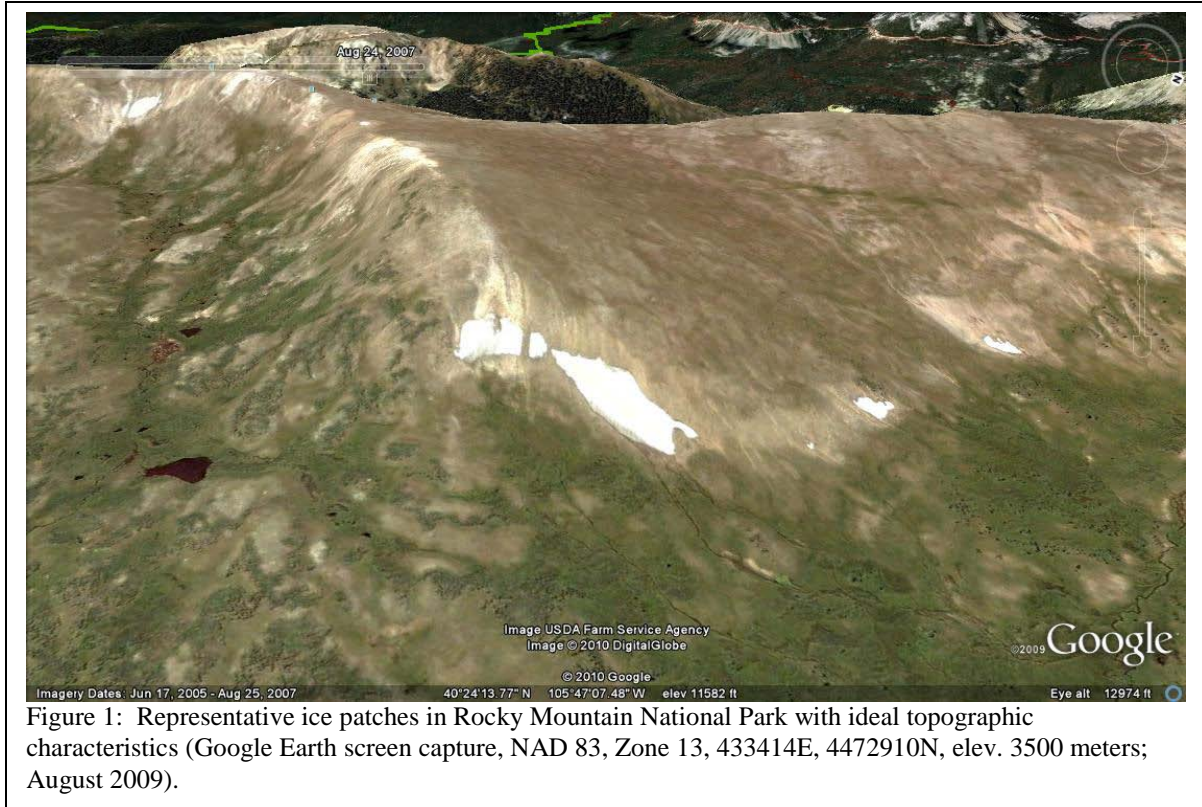 Aug 24, 2007
N
Image USDA Farm Service Agency
Image © 2010 DigitalGlobe
©2009 Google
© 2010 Google
Imagery Dates: Jun 17, 2005 - Aug 25, 2007 40°24'13.77" N 105°47'07.48" W elev 11582 ft Eye alt 12974 ft
Figure 1: Representative ice patches in Rocky Mountain National Park with ideal topographic
characteristics (Google Earth screen capture, NAD 83, Zone 13, 433414E, 4472910N, elev. 3500 meters;
August 2009).